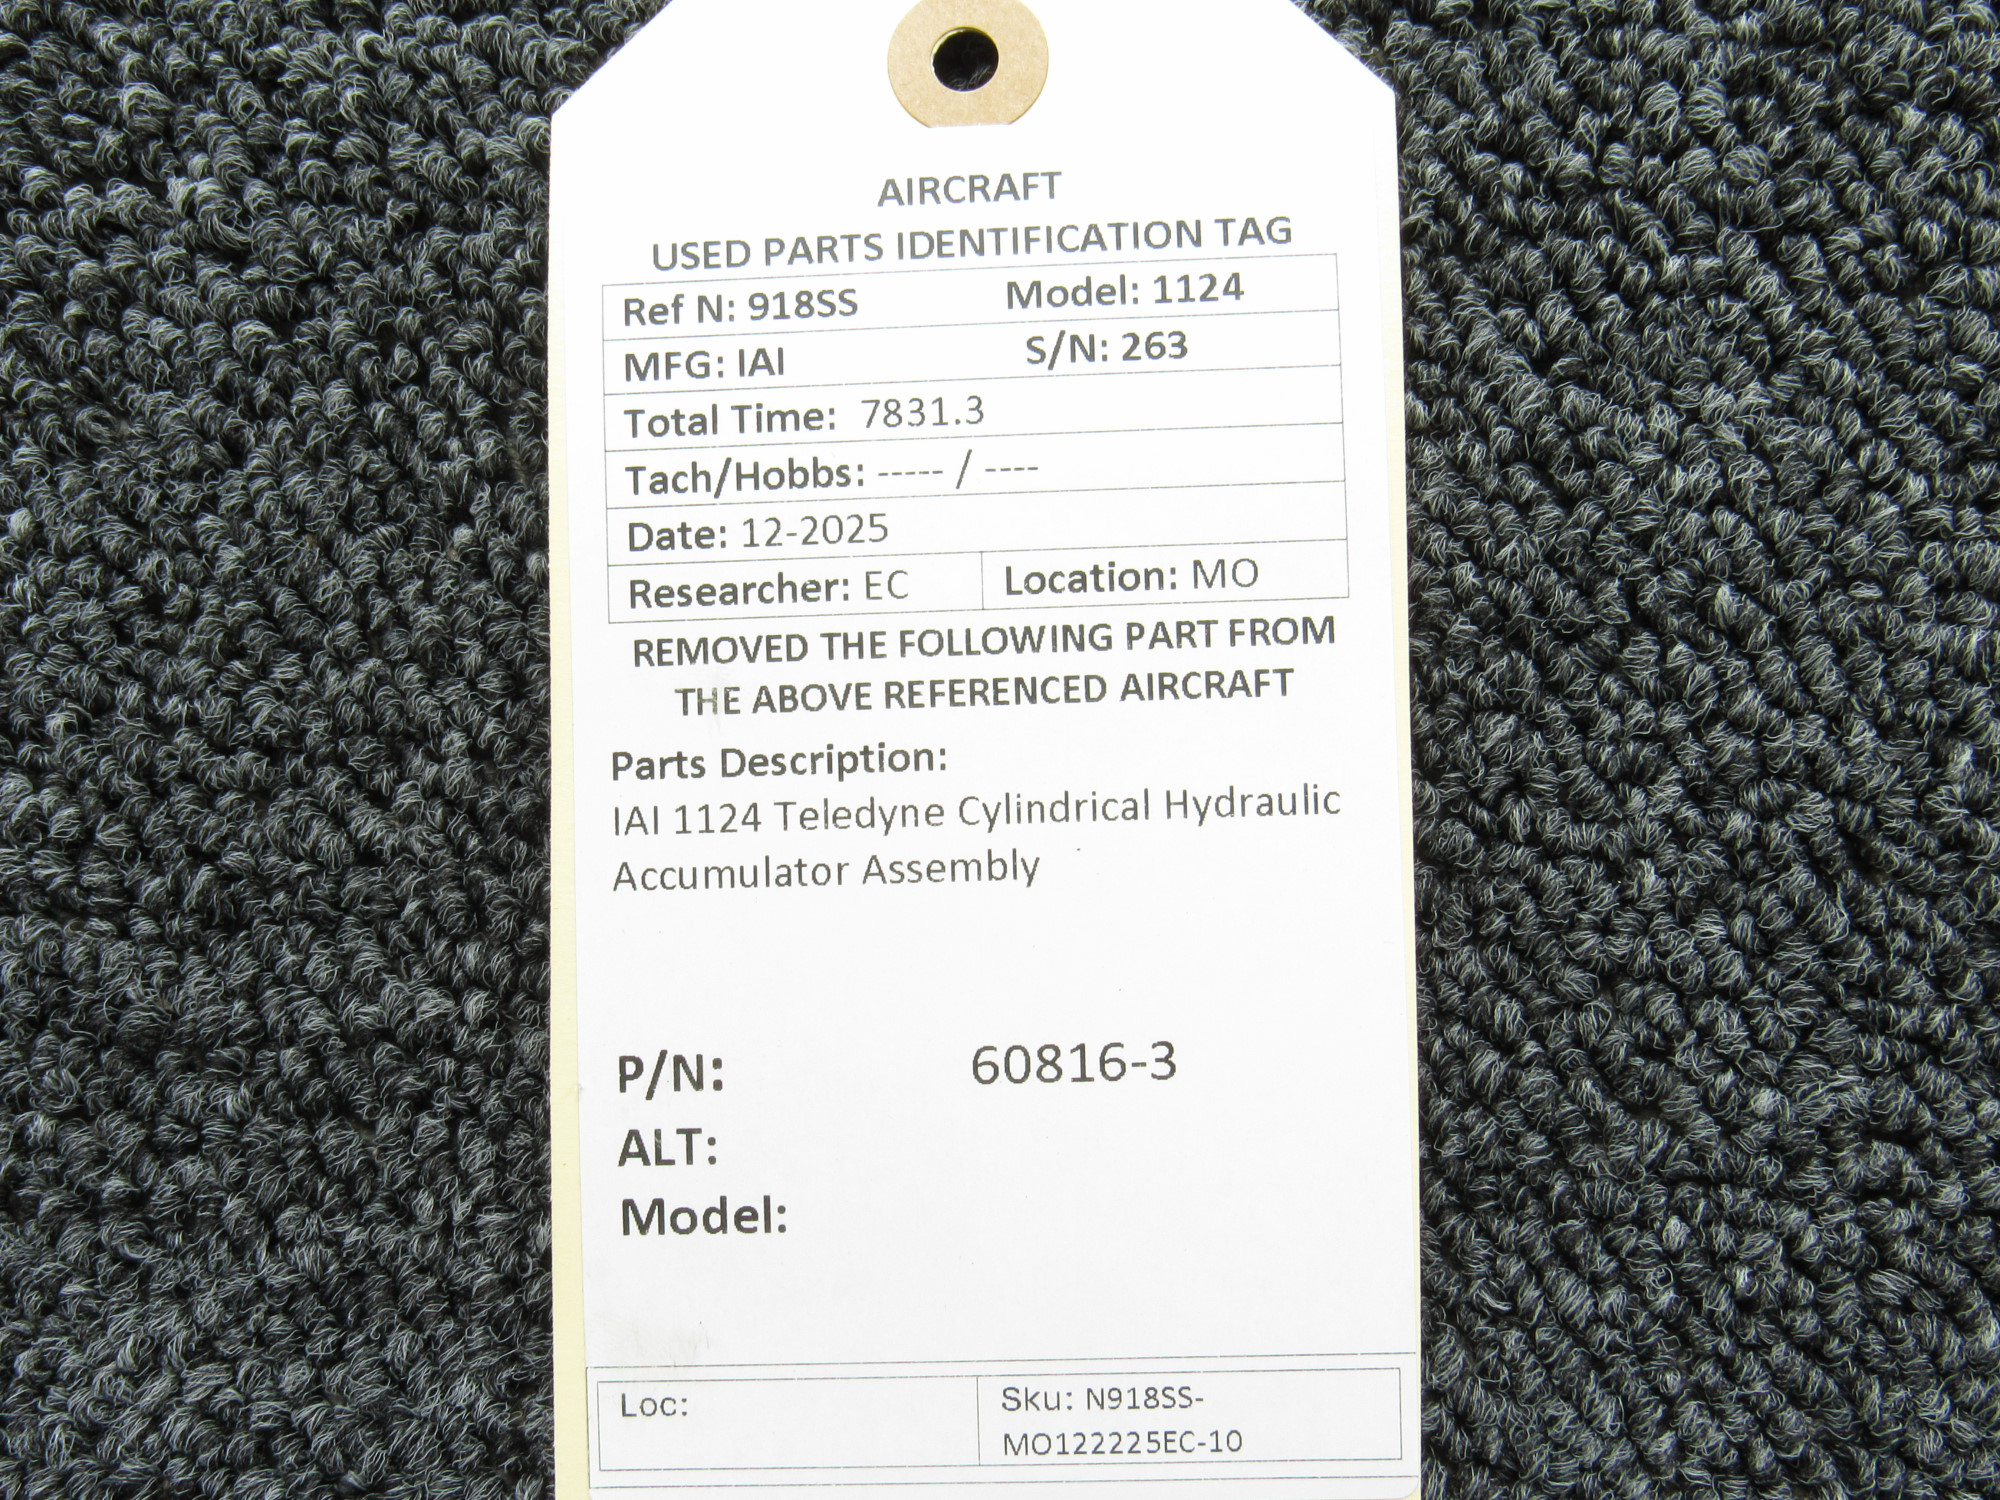 AIRCRAFT
USED PARTS IDENTIFICATION TAG
Ref N: 918SS Model: 1124
MFG: IAI S/N: 263
Total Time: 7831.3
Tach/Hobbs: ----- / ----
Date: 12-2025
Researcher: EC Location: MO
REMOVED THE FOLLOWING PART FROM
THE ABOVE REFERENCED AIRCRAFT
Parts Description:
IAI 1124 Teledyne Cylindrical Hydraulic
Accumulator Assembly
P/N: 60816-3
ALT:
Model:
Loc: Sku: N918SS-
MO122225EC-10